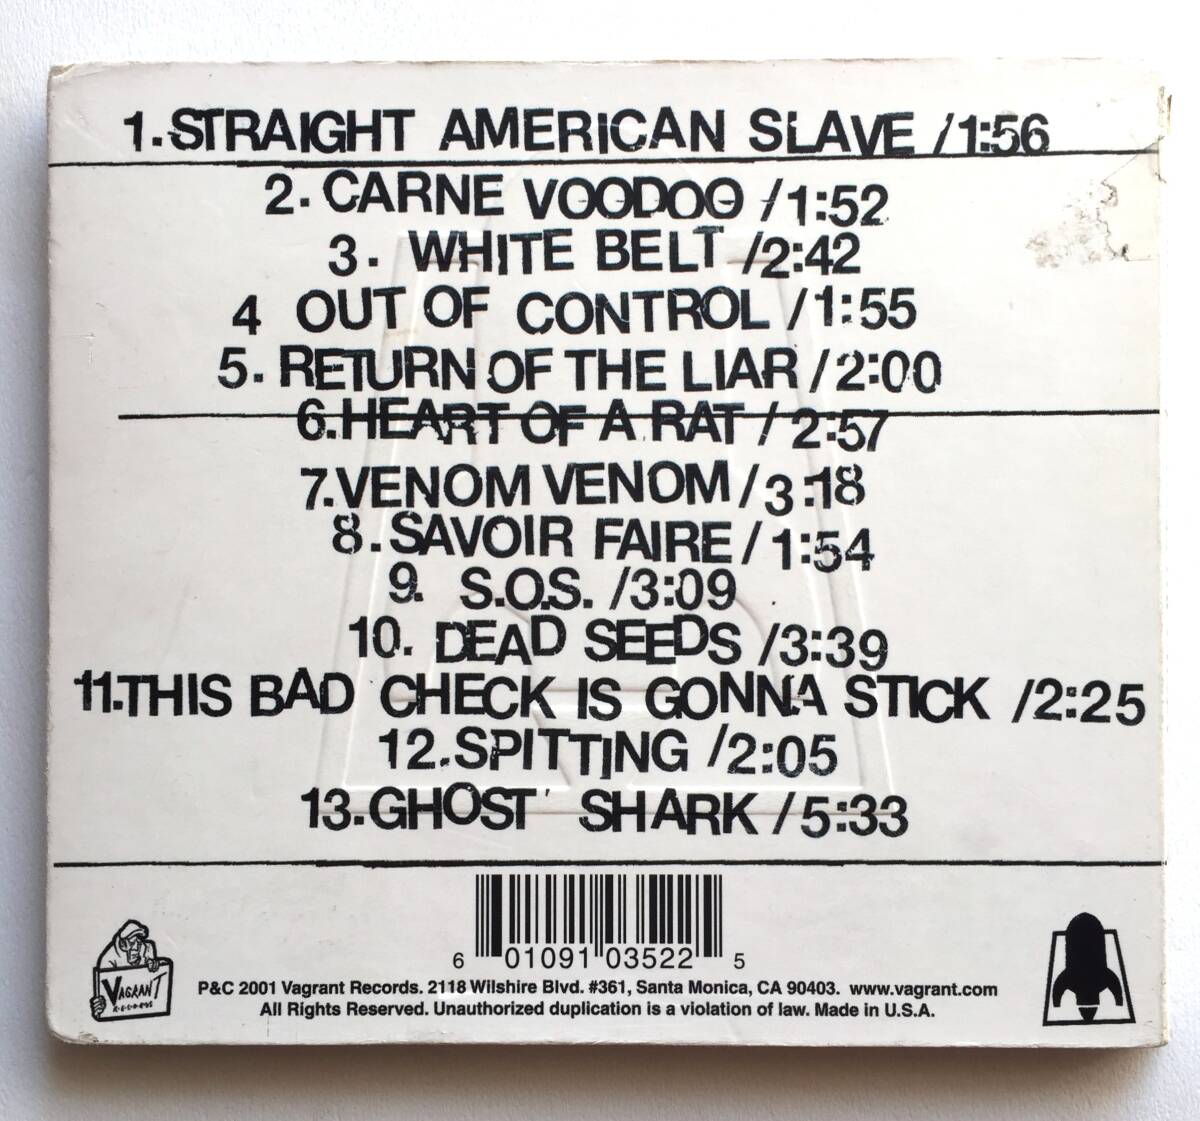 1.STRAIGHT AMERICAN SLAVE /1:56
2. CARNE VOODOO /1:52
3. WHITE BELT /2:42
4 OUT OF CONTROL /1:55
5. RETURN OF THE LIAR /2:00
6.HEART OF A RAT / 2:57
7.VENOM VENOM /3:18
8.SAVOIR FAIRE / 1:54
9. S.O.S. /3:09
10. DEAD SEEDS /3:39
11.THIS BAD CHECK IS GONNA STICK /2:25
12.SPITTING /2:05
13.GHOST SHARK /5:33
6 01091 03522 5
VAGRANT
RECORDS
P&C 2001 Vagrant Records. 2118 Wilshire Blvd. #361, Santa Monica, CA 90403. www.vagrant.com
All Rights Reserved. Unauthorized duplication is a violation of law. Made in U.S.A.